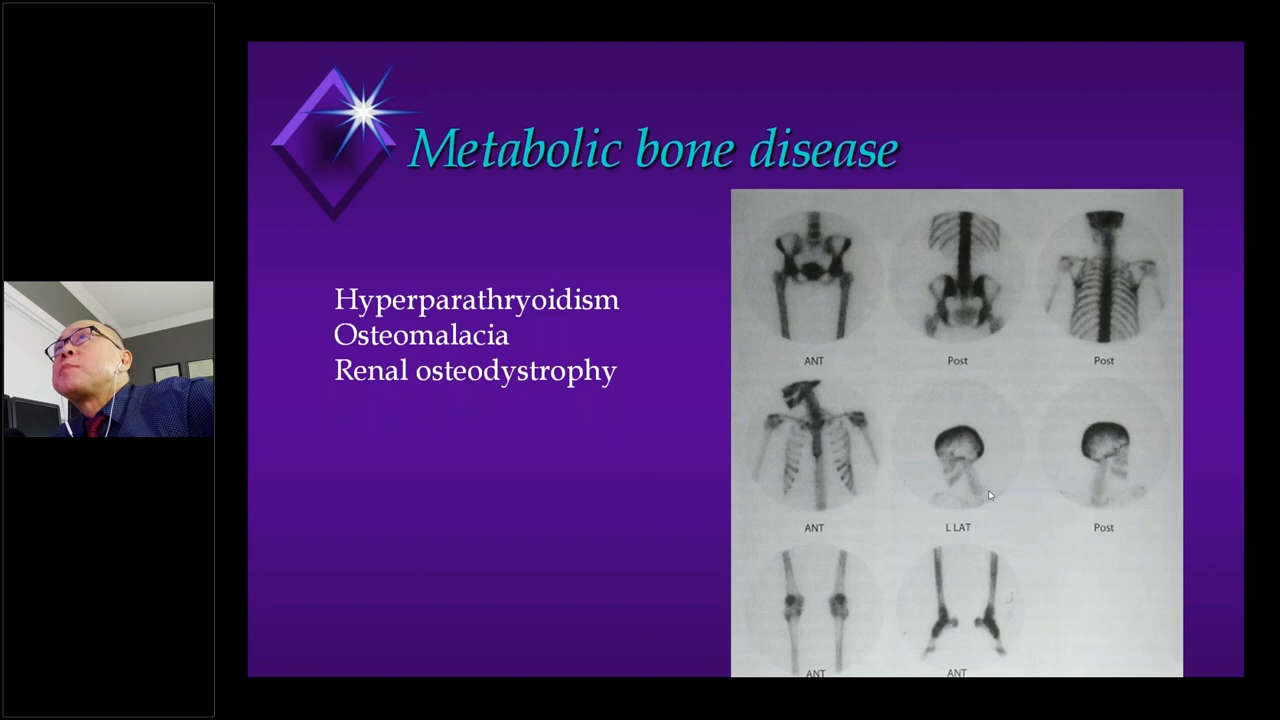 Metabolic bone disease
Hyperparathryoidism
Osteomalacia
Renal osteodystrophy
ANT
Post
Post
ANT
L LAT
Post
ANT
ANT